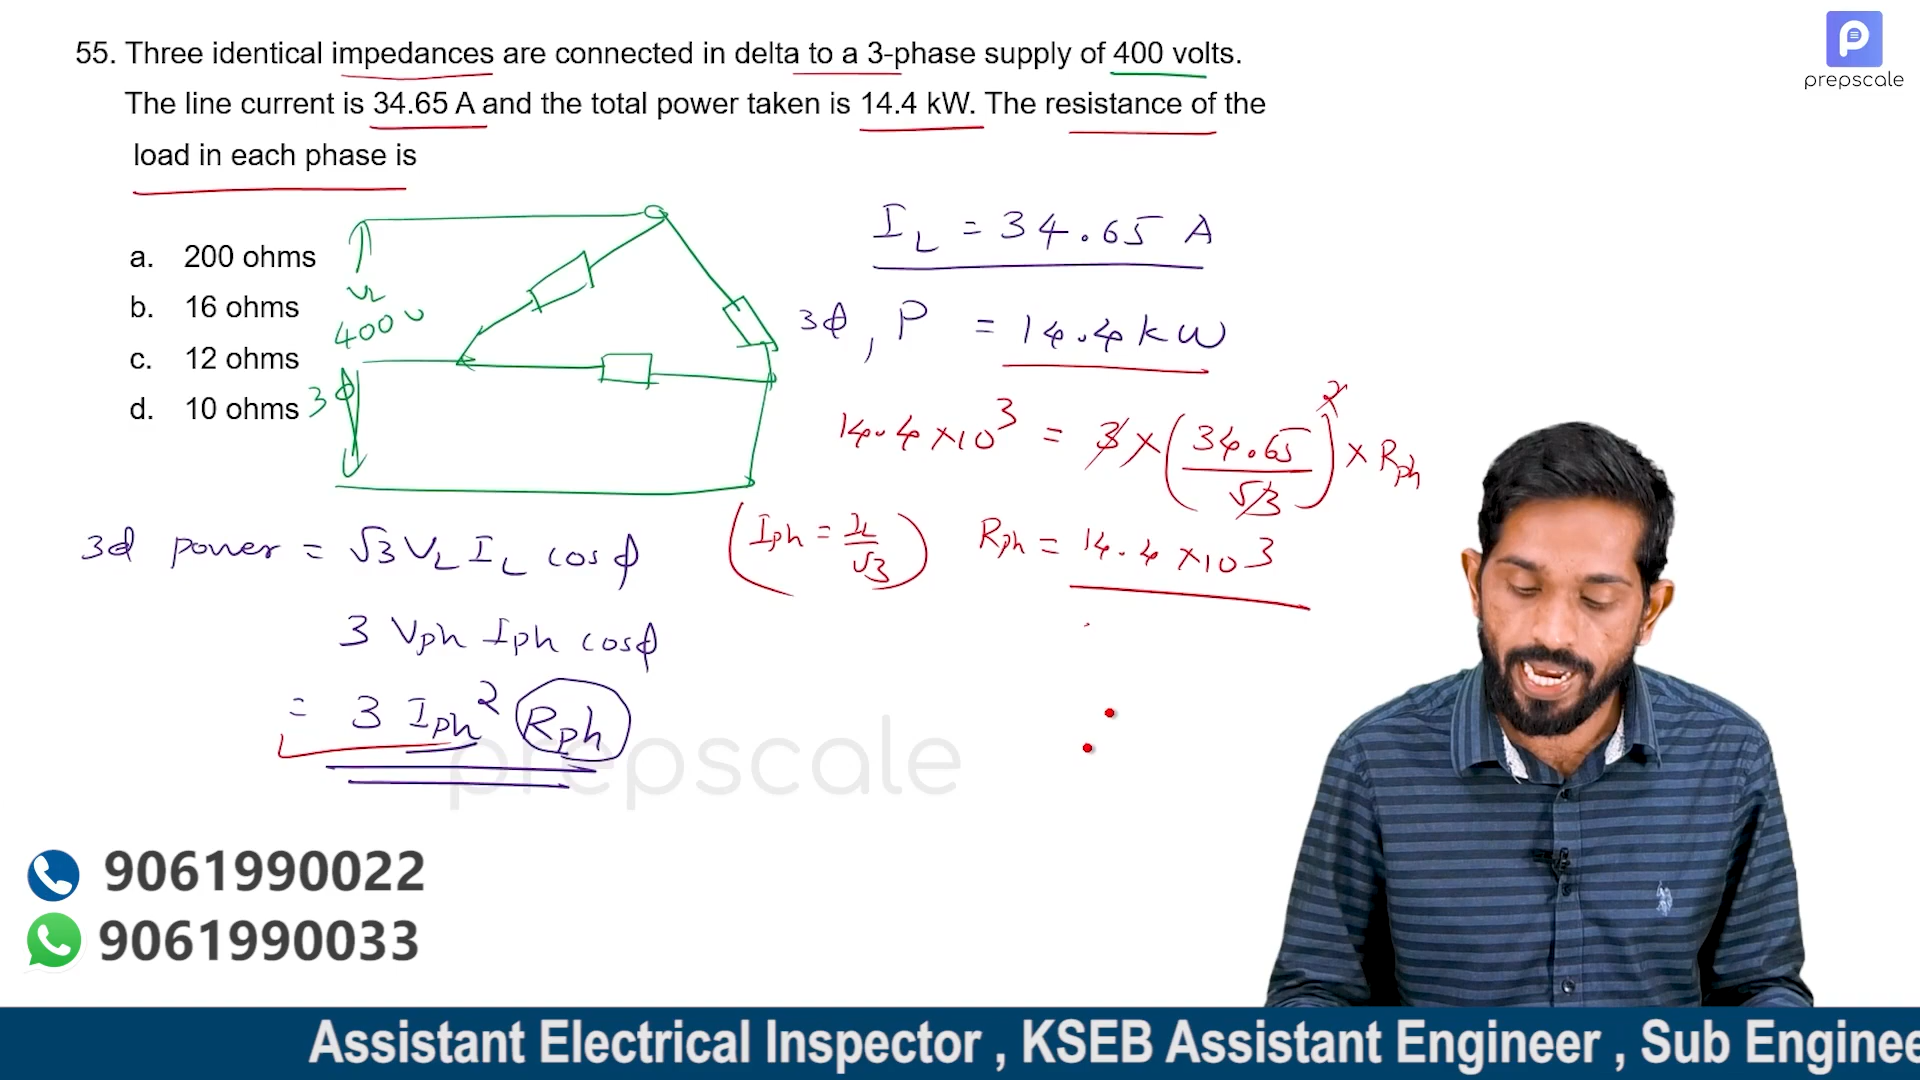 55. Three identical impedances are connected in delta to a 3-phase supply of 400 volts.
The line current is 34.65 A and the total power taken is 14.4 kW. The resistance of the
load in each phase is
prepscale
a. 200 ohms
b. 16 ohms
c. 12 ohms
d. 10 ohms
VL
400 V
3ϕ
IL = 34.65 A
3ϕ, P = 14.4 kW
14.4×10^3 = 3 × (34.65/√3)^2 × Rph
3ϕ power = √3 VL IL cosϕ
(Iph = IL/√3)
Rph = 14.4 ×10^3
3 Vph Iph cosϕ
= 3 Iph^2 Rph
prepscale
9061990022
9061990033
Assistant Electrical Inspector , KSEB Assistant Engineer , Sub Enginee